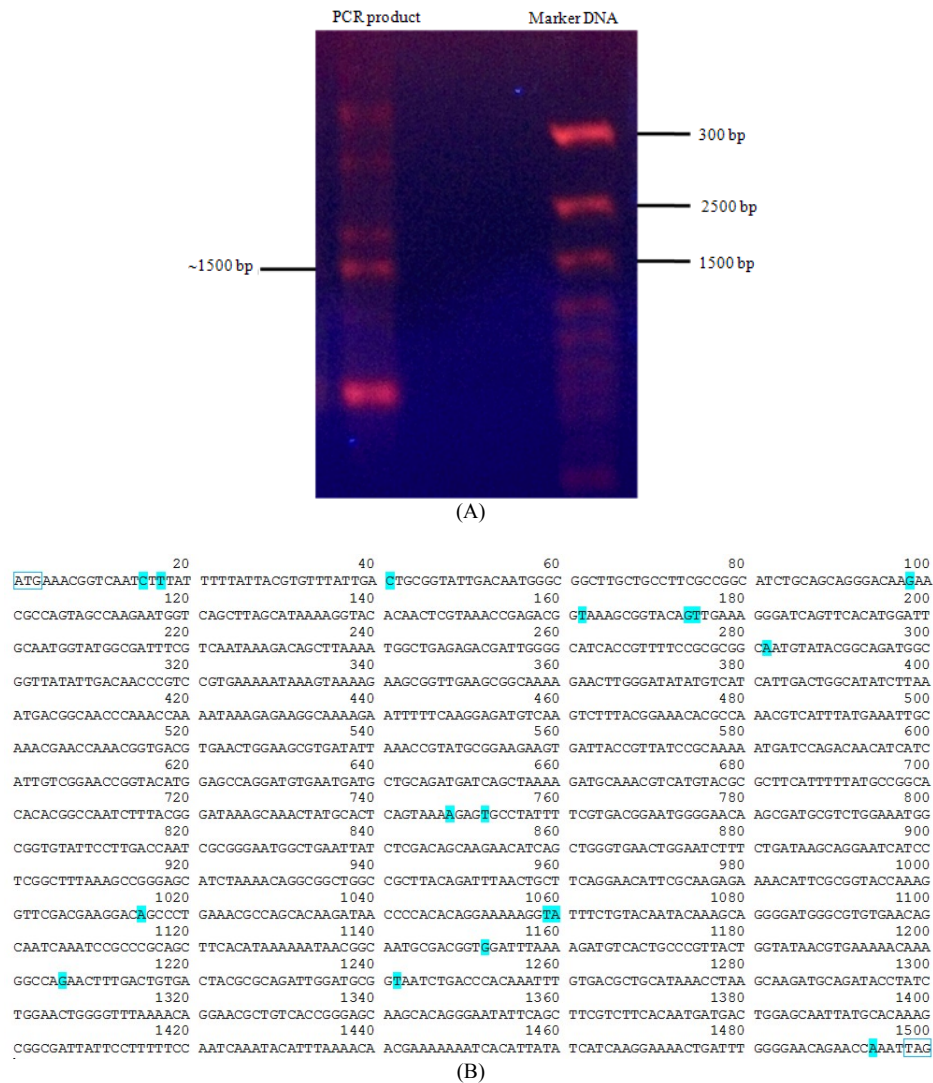 PCR product Marker DNA
300 bp
2500 bp
~1500 bp 1500 bp
(A)
20 40 60 80 100
ATGAAACGGTCAATCTTTAT TTTTATTACGTGTTTATTGA CTGCGGTATTGACAATGGGC GGCTTGCTGCCTTCGCCGGC ATCTGCAGCAGGGACAAGAA
120 140 160 180 200
CGCCAGTAGCCAAGAATGGT CAGCTTAGCATAAAAGGTAC ACAACTCGTAAACCGAGACG GTAAAGCGGTACAGTTGAAA GGGATCAGTTCACATGGATT
220 240 260 280 300
GCAATGGTATGGCGATTTCG TCAATAAAGACAGCTTAAAA TGGCTGAGAGACGATTGGGG CATCACCGTTTTCCGCGCGG CAATGTATACGGCAGATGGC
320 340 360 380 400
GGTTATATTGACAACCCGTC CGTGAAAAATAAAGTAAAAG AAGCGGTTGAAGCGGCAAAA GAACTTGGGATATATGTCAT CATTGACTGGCATATCTTAA
420 440 460 480 500
ATGACGGCAACCCAAACCAA AATAAAGAGAAGGCAAAAGA ATTTTTCAAGGAGATGTCAA GTCTTTACGGAAACACGCCA AACGTCATTTATGAAATTGC
520 540 560 580 600
AAACGAACCAAACGGTGACG TGAACTGGAAGCGTGATATT AAACCGTATGCGGAAGAAGT GATTACCGTTATCCGCAAAA ATGATCCAGACAACATCATC
620 640 660 680 700
ATTGTCGGAACCGGTACATG GAGCCAGGATGTGAATGATG CTGCAGATGATCAGCTAAAA GATGCAAACGTCATGTACGC GCTTCATTTTTATGCCGGCA
720 740 760 780 800
CACACGGCCAATCTTTACGG GATAAAGCAAACTATGCACT CAGTAAAAGAGTGCCTATTT TCGTGACGGAATGGGGAACA AGCGATGCGTCTGGAAATGG
820 840 860 880 900
CGGTGTATTCCTTGACCAAT CGCGGGAATGGCTGAATTAT CTCGACAGCAAGAACATCAG CTGGGTGAACTGGAATCTTT CTGATAAGCAGGAATCATCC
920 940 960 980 1000
TCGGCTTTAAAGCCGGGAGC ATCTAAAACAGGCGGCTGGC CGCTTACAGATTTAACTGCT TCAGGAACATTCGCAAGAGA AAACATTCGCGGTACCAAAG
1020 1040 1060 1080 1100
GTTCGACGAAGGACAGCCCT GAAACGCCAGCACAAGATAA CCCCACACAGGAAAAAGGTA TTTCTGTACAATACAAAGCA GGGGATGGGCGTGTGAACAG
1120 1140 1160 1180 1200
CAATCAAATCCGCCCGCAGC TTCACATAAAAAATAACGGC AATGCGACGGTGGATTTAAA AGATGTCACTGCCCGTTACT GGTATAACGTGAAAAACAAA
1220 1240 1260 1280 1300
GGCCAGAACTTTGACTGTGA CTACGCGCAGATTGGATGCG GTAATCTGACCCACAAATTT GTGACGCTGCATAAACCTAA GCAAGATGCAGATACCTATC
1320 1340 1360 1380 1400
TGGAACTGGGGTTTAAAACA GGAACGCTGTCACCGGGAGC AAGCACAGGGAATATTCAGC TTCGTCTTCACAATGATGAC TGGAGCAATTATGCACAAAG
1420 1440 1460 1480 1500
CGGCGATTATTCCTTTTTCC AATCAAATACATTTAAAACA ACGAAAAAAATCACATTATA TCATCAAGGAAAACTGATTT GGGGAACAGAACCAAATTAG
(B)